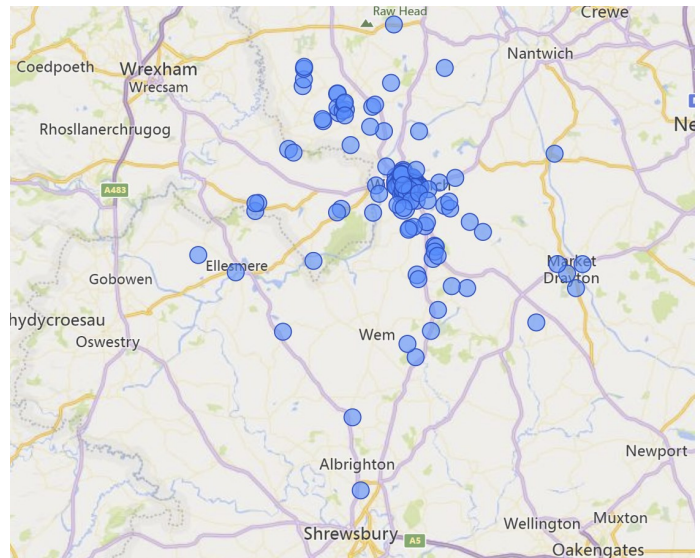 Raw Head
Crewe
Coedpoeth
Wrexham
Wrecsam
Nantwich
Rhosllanerchrugog
A483
Gobowen
Ellesmere
Market
Drayton
hydycroesau
Oswestry
Wem
Albrighton
Newport
Shrewsbury
A5
Wellington
Muxton
Oakengates